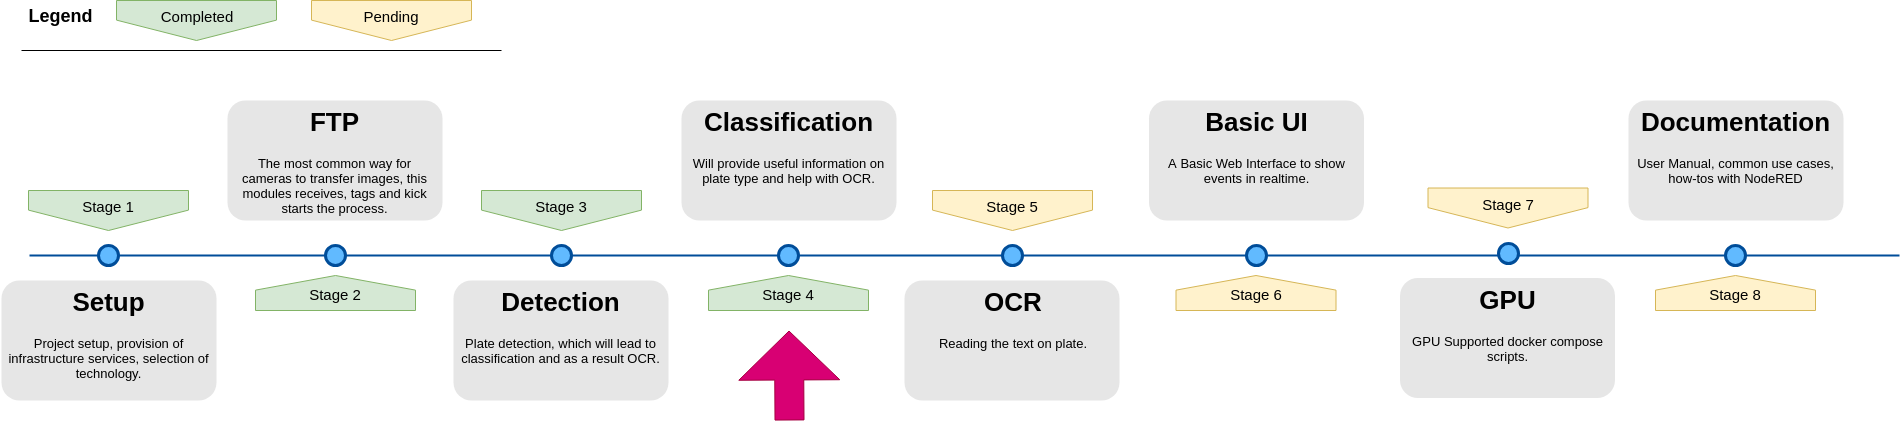 Legend
Completed
Pending
Stage 1
Setup
Project setup, provision of
infrastructure services, selection of
technology.
FTP
The most common way for
cameras to transfer images, this
modules receives, tags and kick
starts the process.
Stage 2
Stage 3
Detection
Plate detection, which will lead to
classification and as a result OCR.
Classification
Will provide useful information on
plate type and help with OCR.
Stage 4
Stage 5
OCR
Reading the text on plate.
Basic UI
A Basic Web Interface to show
events in realtime.
Stage 6
Stage 7
GPU
GPU Supported docker compose
scripts.
Documentation
User Manual, common use cases,
how-tos with NodeRED
Stage 8